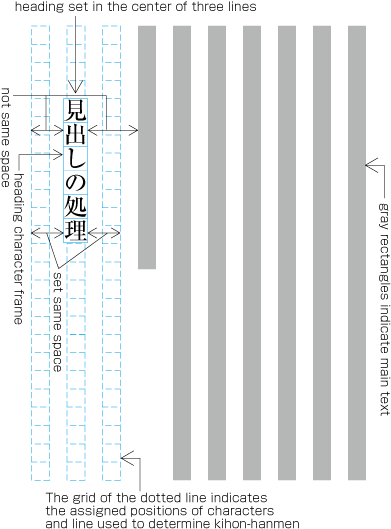 heading set in the center of three lines
not same space
見出しの処理
heading character frame
set same space
gray rectangles indicate main text
The grid of the dotted line indicates
the assigned positions of characters
and line used to determine kihon-hanmen